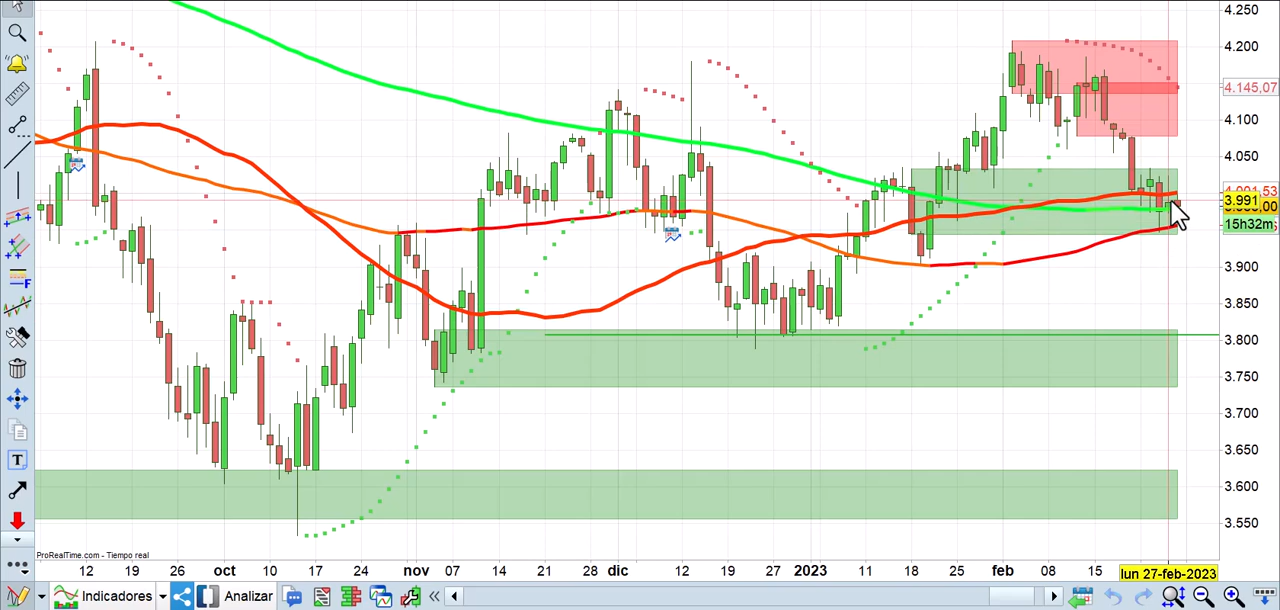 4.250
4.200
4.145,07
4.100
4.050
3.991
15h32m
3.900
3.850
3.800
3.750
3.700
3.650
3.600
3.550
ProRealTime.com - Tiempo real
12 19 26 oct 10 17 24 nov 07 14 21 28 dic 12 19 27 2023 11 18 25 feb 08 15
lun 27-feb-2023
Indicadores
Analizar